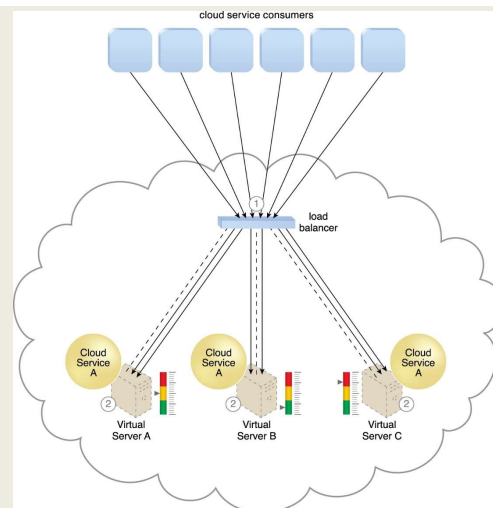 cloud service consumers
1
load
balancer
Cloud
Service
A
Cloud
Service
A
Cloud
Service
A
2
2
2
Virtual
Server A
Virtual
Server B
Virtual
Server C